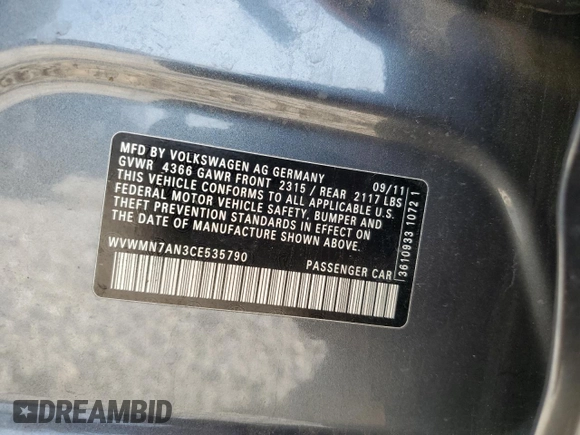 MFD BY VOLKSWAGEN AG GERMANY 09/11
GVWR 4366 GAWR FRONT 2315 / REAR 2117 LBS
THIS VEHICLE CONFORMS TO ALL APPLICABLE U.S.
FEDERAL MOTOR VEHICLE SAFETY, BUMPER AND
THEFT PREVENTION STANDARDS IN EFFECT ON
THE DATE OF MANUFACTURE SHOWN ABOVE.
WVWMN7AN3CE535790 PASSENGER CAR
3610933 1072 1
DREAMBID